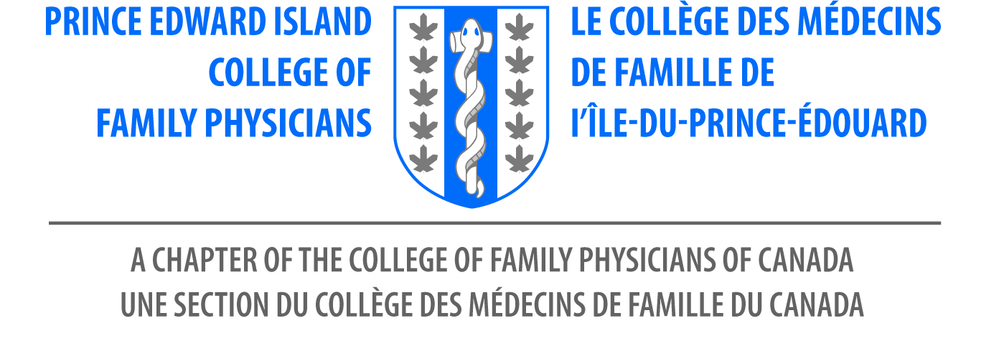 PRINCE EDWARD ISLAND
COLLEGE OF
FAMILY PHYSICIANS
LE COLLÈGE DES MÉDECINS
DE FAMILLE DE
l’ÎLE-DU-PRINCE-ÉDOUARD
A CHAPTER OF THE COLLEGE OF FAMILY PHYSICIANS OF CANADA
UNE SECTION DU COLLÈGE DES MÉDECINS DE FAMILLE DU CANADA